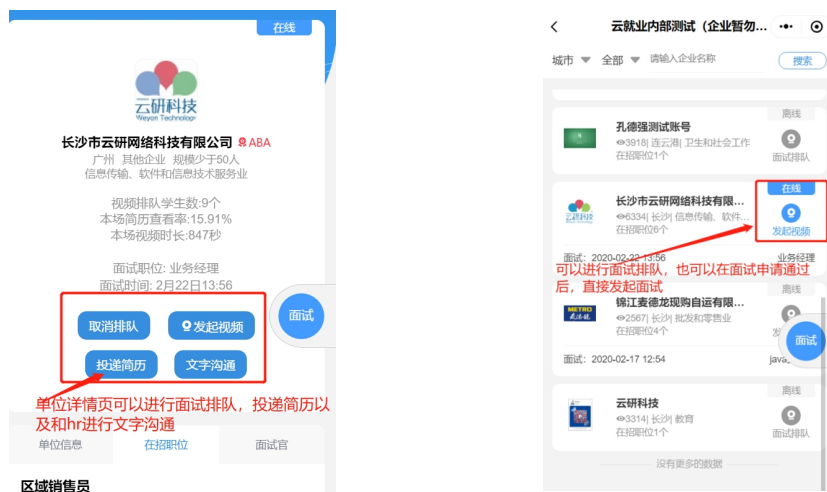 在线
云研科技
Weyon Technology
长沙市云研网络科技有限公司 ABA
广州 其他企业 规模少于50人
信息传输、软件和信息技术服务业
视频排队学生数:9个
本场简历查看率:15.91%
本场视频时长:847秒
面试职位: 业务经理
面试时间: 2月22日13:56
取消排队
发起视频
面试
投递简历
文字沟通
单位详情页可以进行面试排队，投递简历以
及和hr进行文字沟通
单位信息
在招职位
面试官
区域销售员
云就业内部测试（企业暂勿...
城市
全部
请输入企业名称
搜索
离线
孔德强测试账号
3918| 连云港| 卫生和社会工作
在招职位1个
面试排队
在线
长沙市云研网络科技有限...
6334| 长沙| 信息传输、软件...
在招职位6个
发起视频
云研科技
面试：2020-02-22 13:56
业务经理
可以进行面试排队，也可以在面试申请通过
后，直接发起面试
离线
METRO
麦德龙
锦江麦德龙现购自运有限...
2567| 长沙| 批发和零售业
在招职位4个
发
面试
面试：2020-02-17 12:54
java
离线
云研科技
3314| 长沙| 教育
在招职位1个
面试排队
没有更多的数据